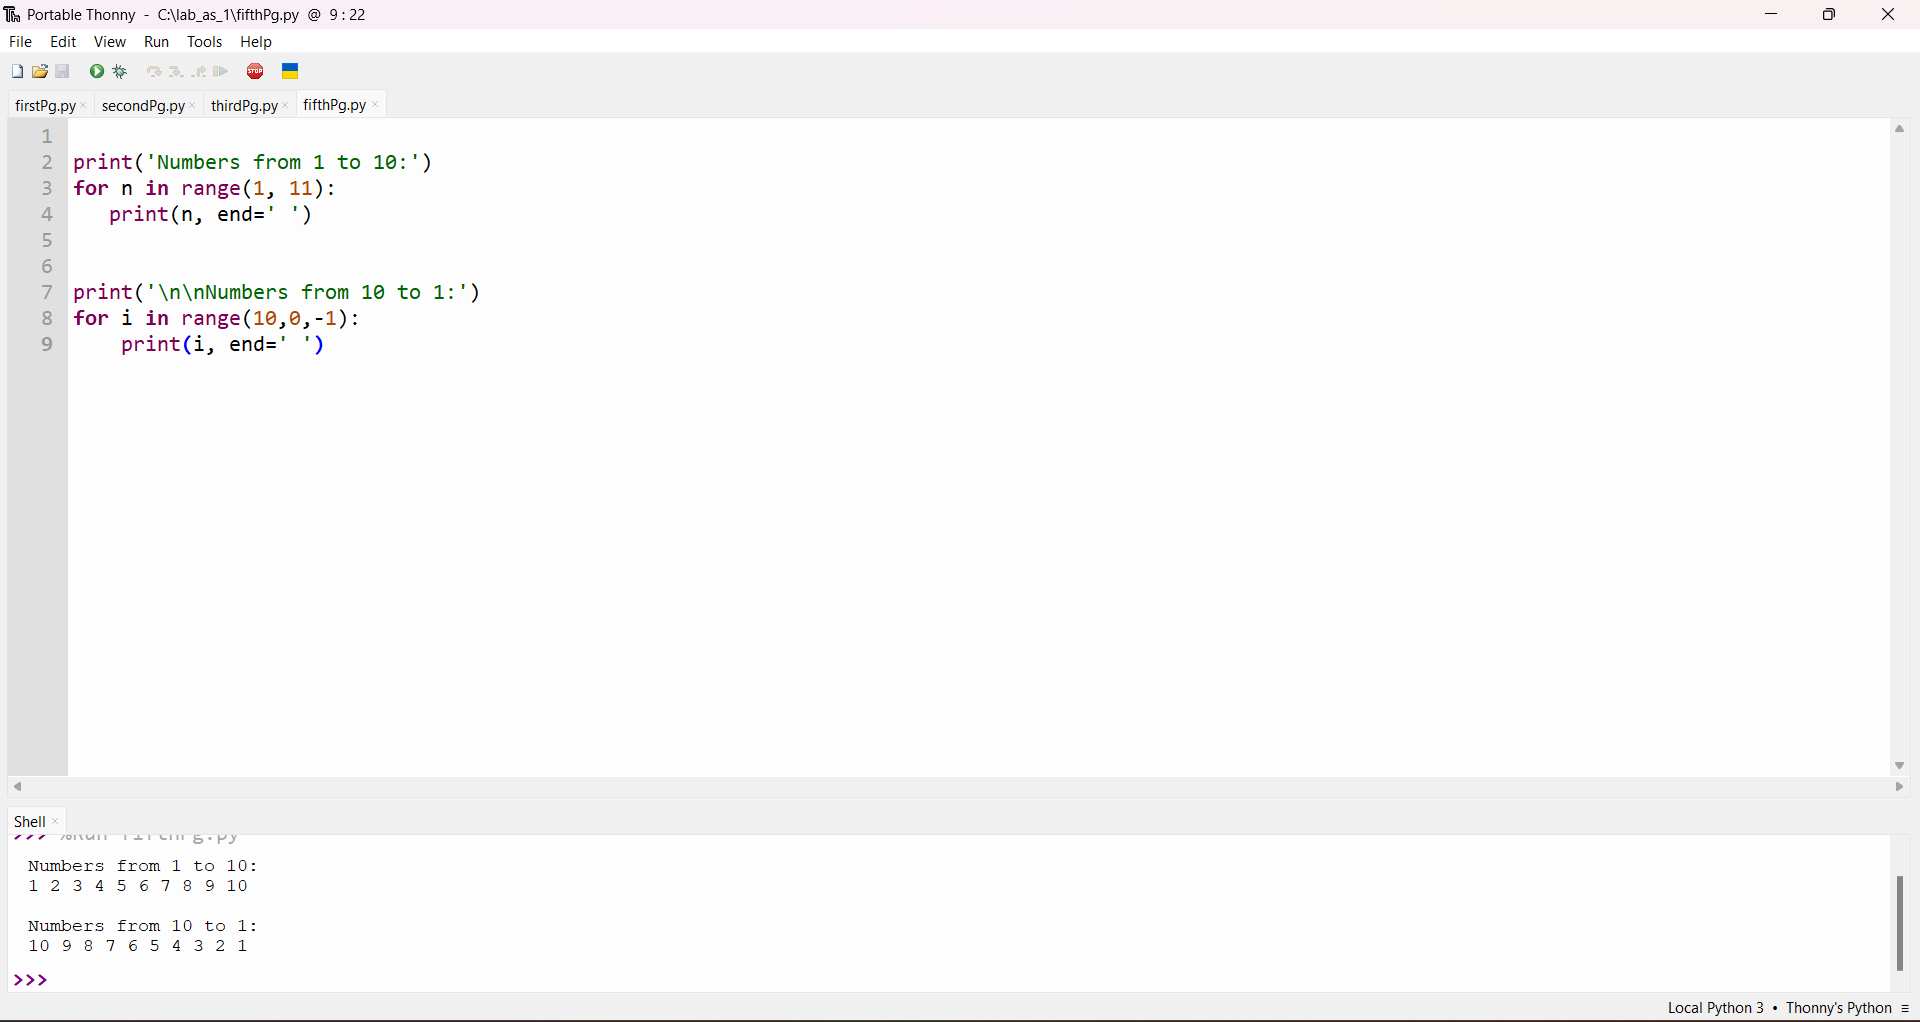 Portable Thonny - C:\lab_as_1\fifthPg.py @ 9:22
File Edit View Run Tools Help
STOP
firstPg.py × secondPg.py × thirdPg.py × fifthPg.py ×
1
2 print('Numbers from 1 to 10:')
3 for n in range(1, 11):
4    print(n, end=' ')
5
6
7 print('\n\nNumbers from 10 to 1:')
8 for i in range(10,0,-1):
9     print(i, end=' ')
Shell ×
>>> %Run fifthPg.py
Numbers from 1 to 10:
1 2 3 4 5 6 7 8 9 10
Numbers from 10 to 1:
10 9 8 7 6 5 4 3 2 1
>>>
Local Python 3 • Thonny's Python ≡